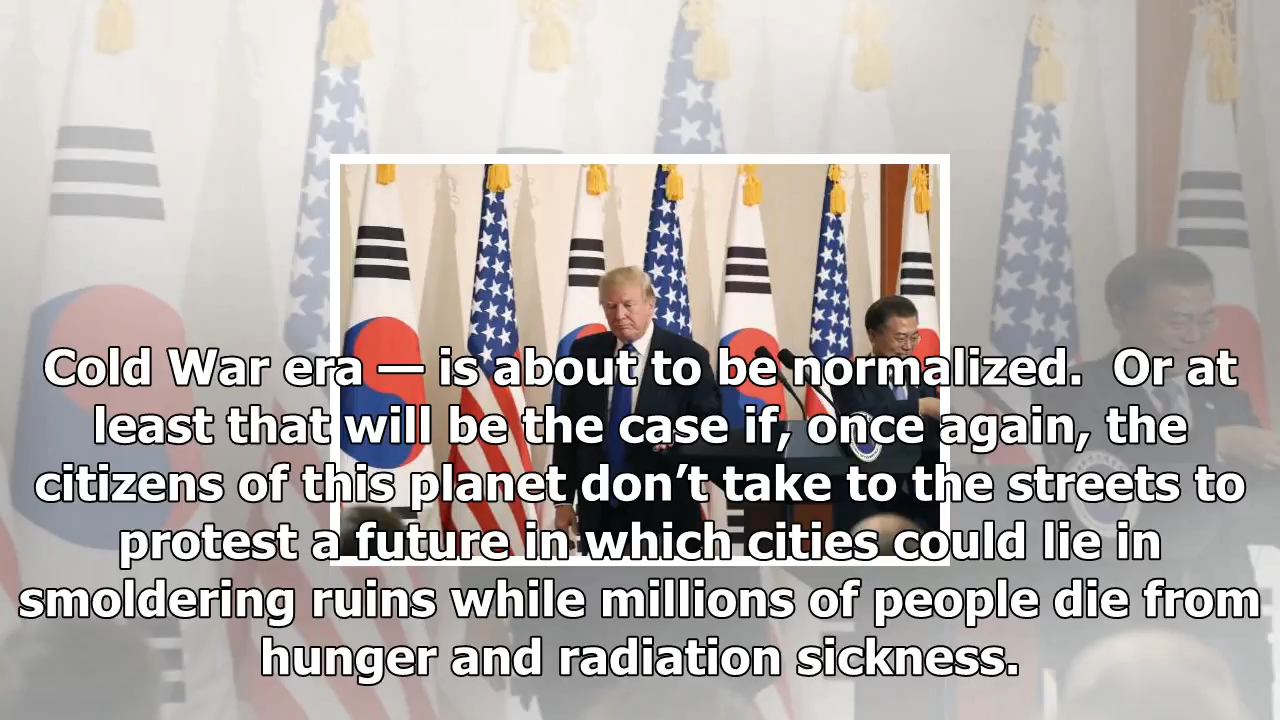 Cold War era — is about to be normalized.  Or at
least that will be the case if, once again, the
citizens of this planet don’t take to the streets to
protest a future in which cities could lie in
smoldering ruins while millions of people die from
hunger and radiation sickness.